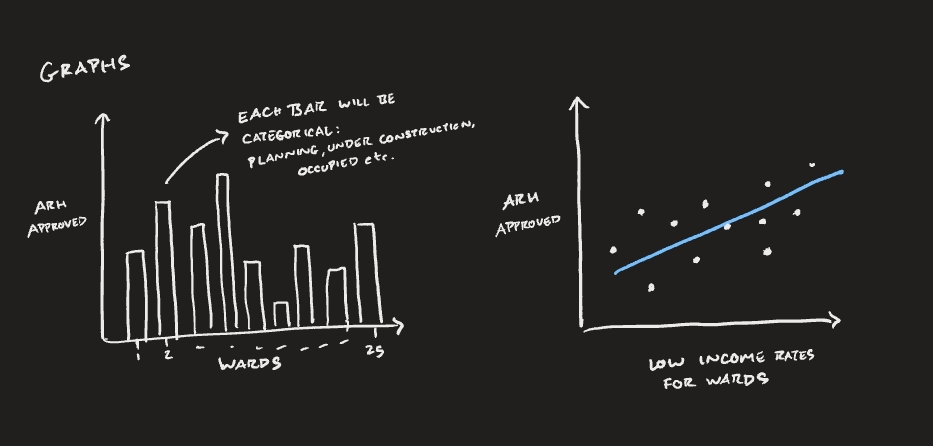 GRAPHS
EACH BAR WILL BE
CATEGORICAL:
PLANNING, UNDER CONSTRUCTION,
OCCUPIED etc.
ARH
APPROVED
1 2 25
WARDS
ARH
APPROVED
LOW INCOME RATES
FOR WARDS